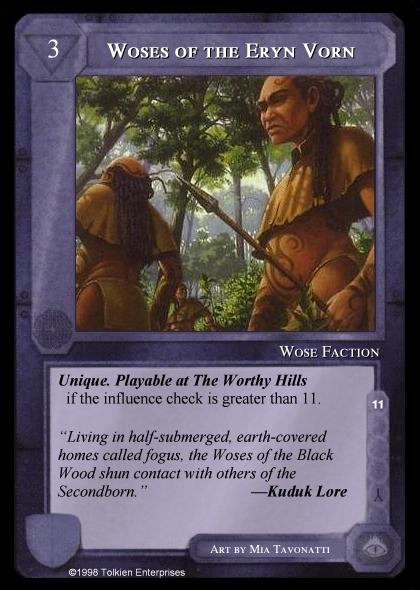 3
WOSES OF THE ERYN VORN
WOSE FACTION
Unique. Playable at The Worthy Hills
if the influence check is greater than 11.
11
“Living in half-submerged, earth-covered
homes called fogus, the Woses of the Black
Wood shun contact with others of the
Secondborn.” —Kuduk Lore
ART BY MIA TAVONATTI
©1998 Tolkien Enterprises